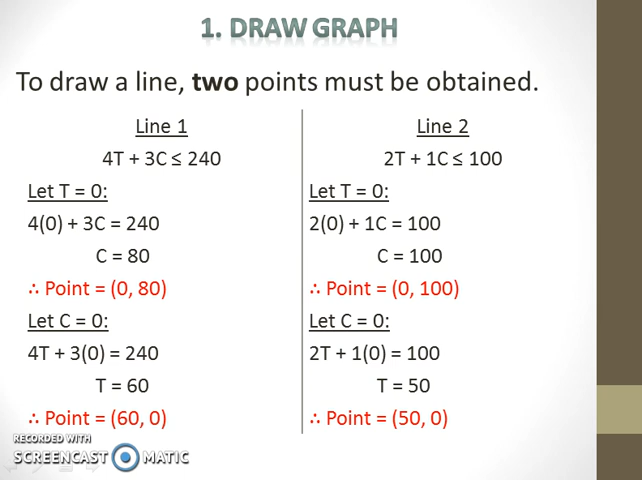 1. DRAW GRAPH
To draw a line, two points must be obtained.
Line 1
4T + 3C ≤ 240
Let T = 0:
4(0) + 3C = 240
C = 80
∴ Point = (0, 80)
Let C = 0:
4T + 3(0) = 240
T = 60
∴ Point = (60, 0)
Line 2
2T + 1C ≤ 100
Let T = 0:
2(0) + 1C = 100
C = 100
∴ Point = (0, 100)
Let C = 0:
2T + 1(0) = 100
T = 50
∴ Point = (50, 0)
RECORDED WITH
SCREENCAST MATIC